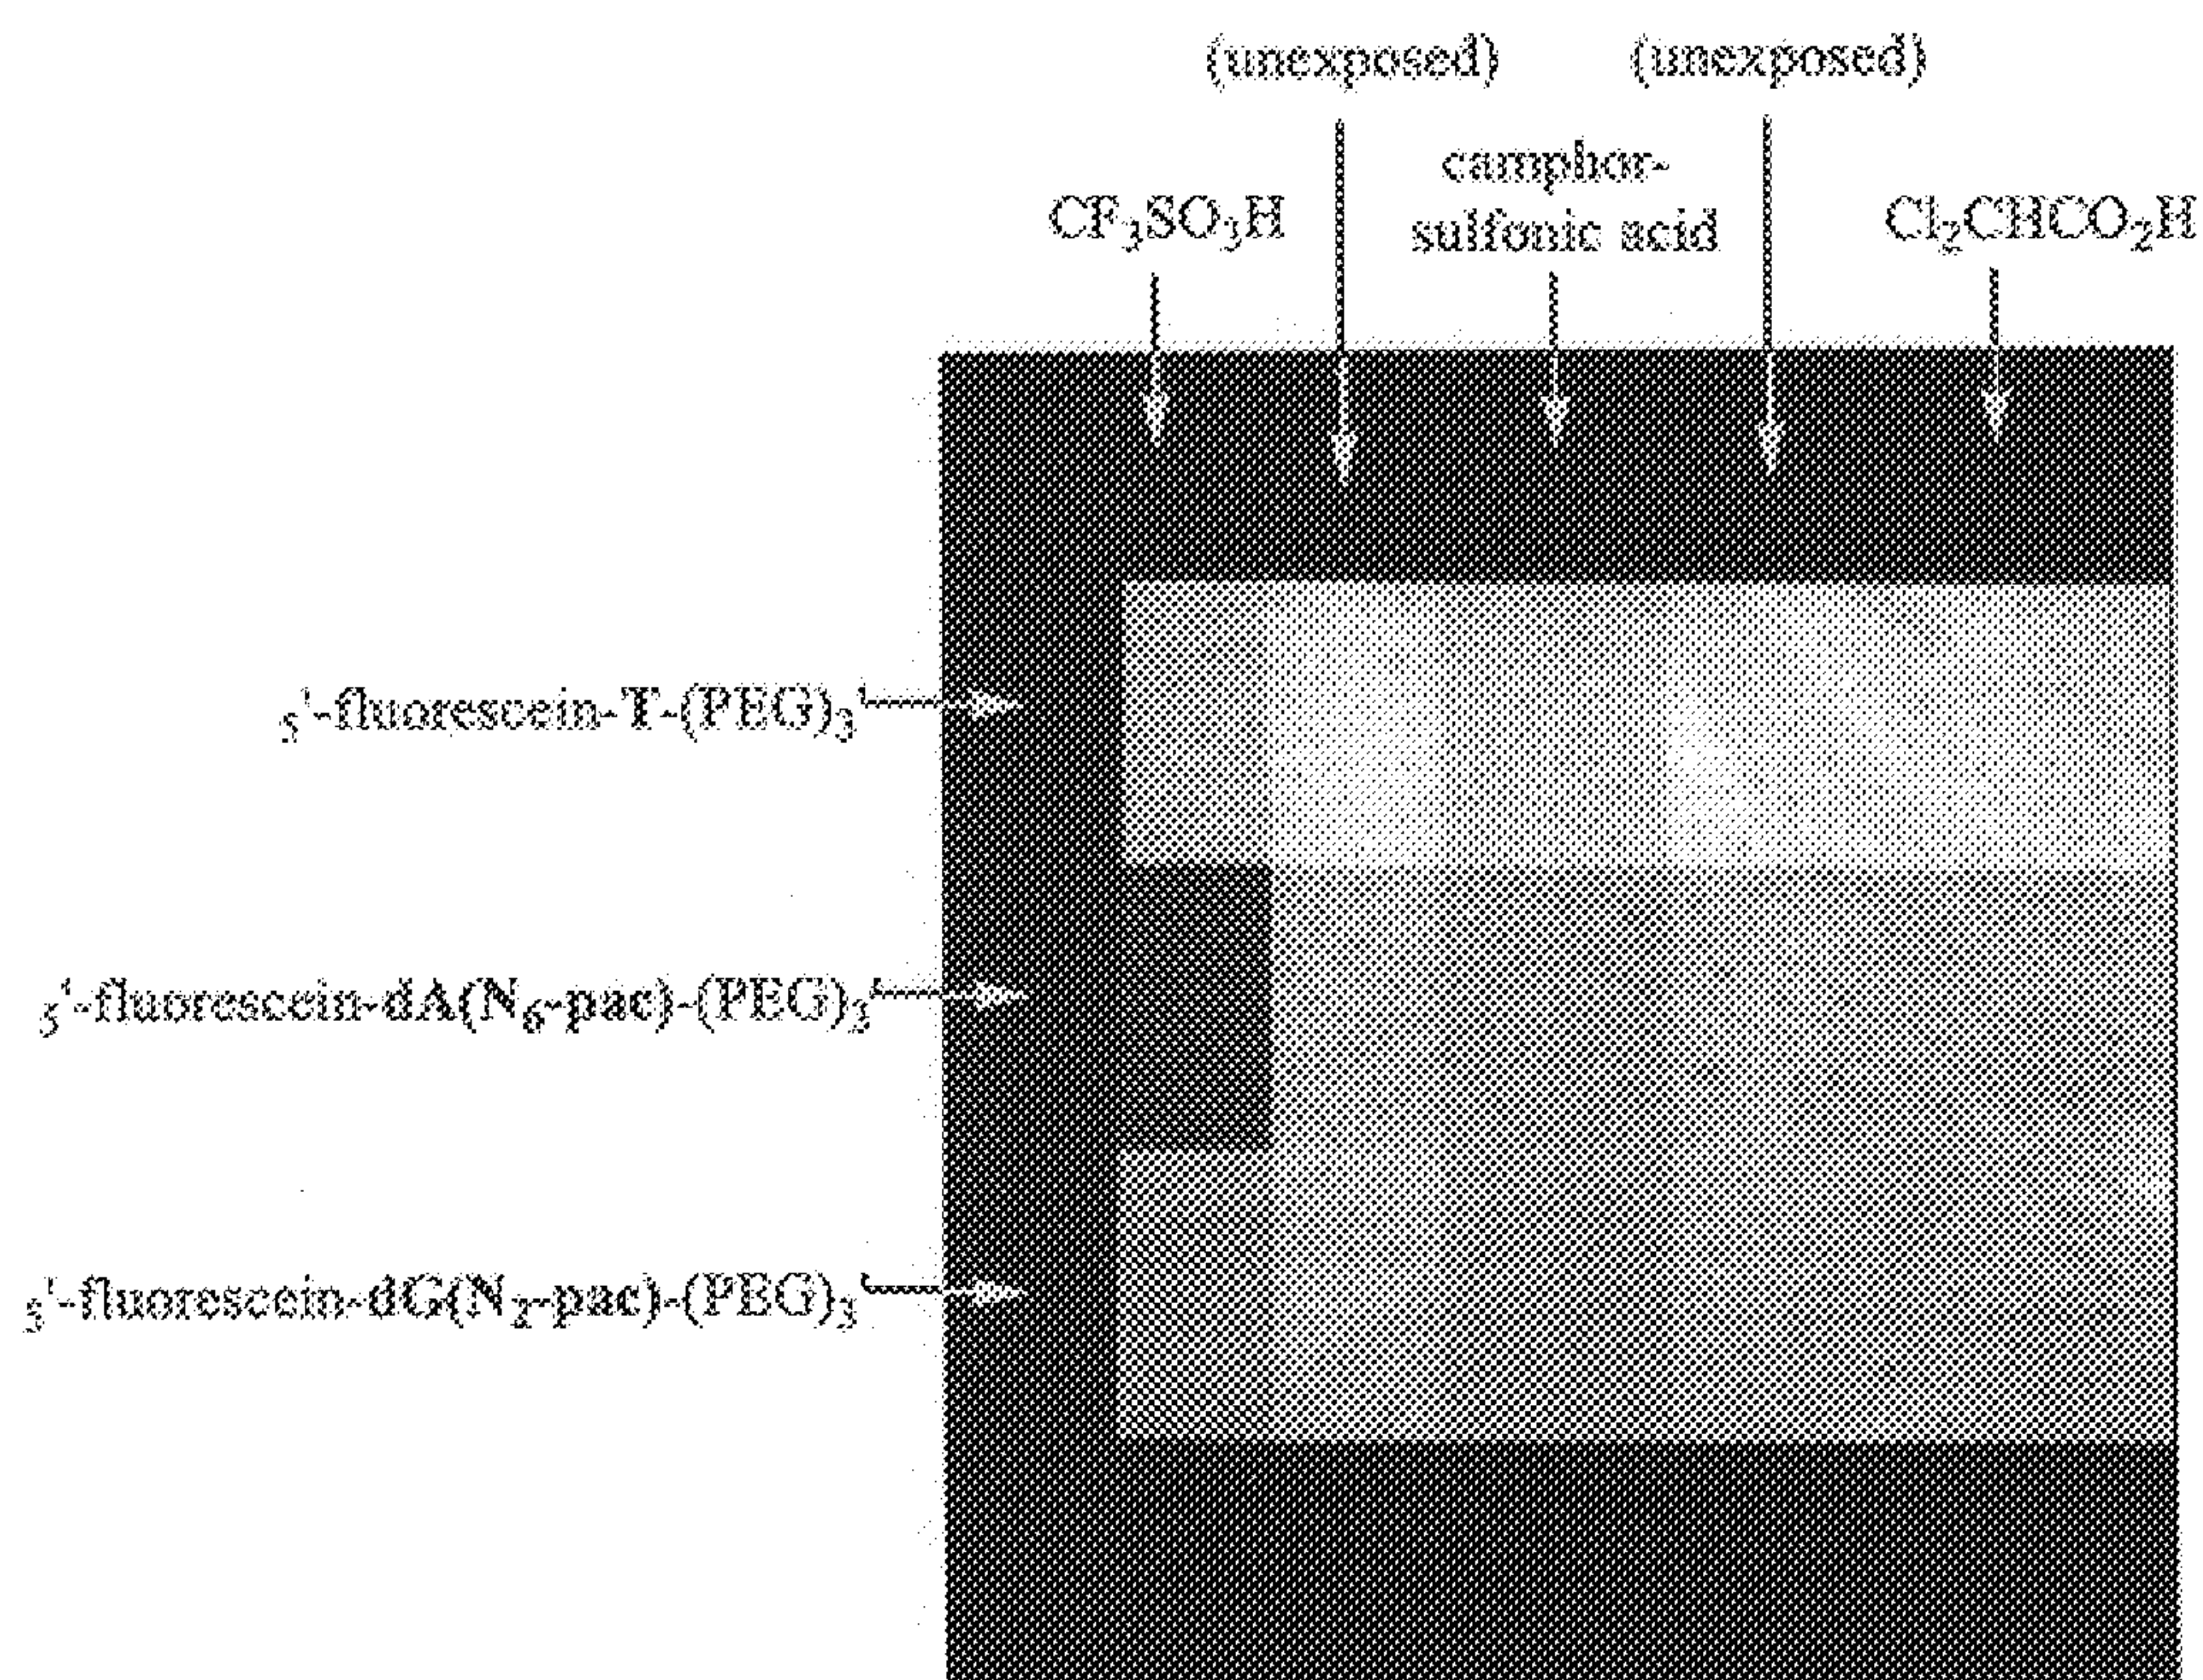 (unexposed) (unexposed)
camphor-
CF₃SO₃H sulfonic acid Cl₂CHCO₂H
5'-fluorescein-T-(PEG)₃'
5'-fluorescein-dA(N₆-pac)-(PEG)₃'
5'-fluorescein-dG(N₂-pac)-(PEG)₃'